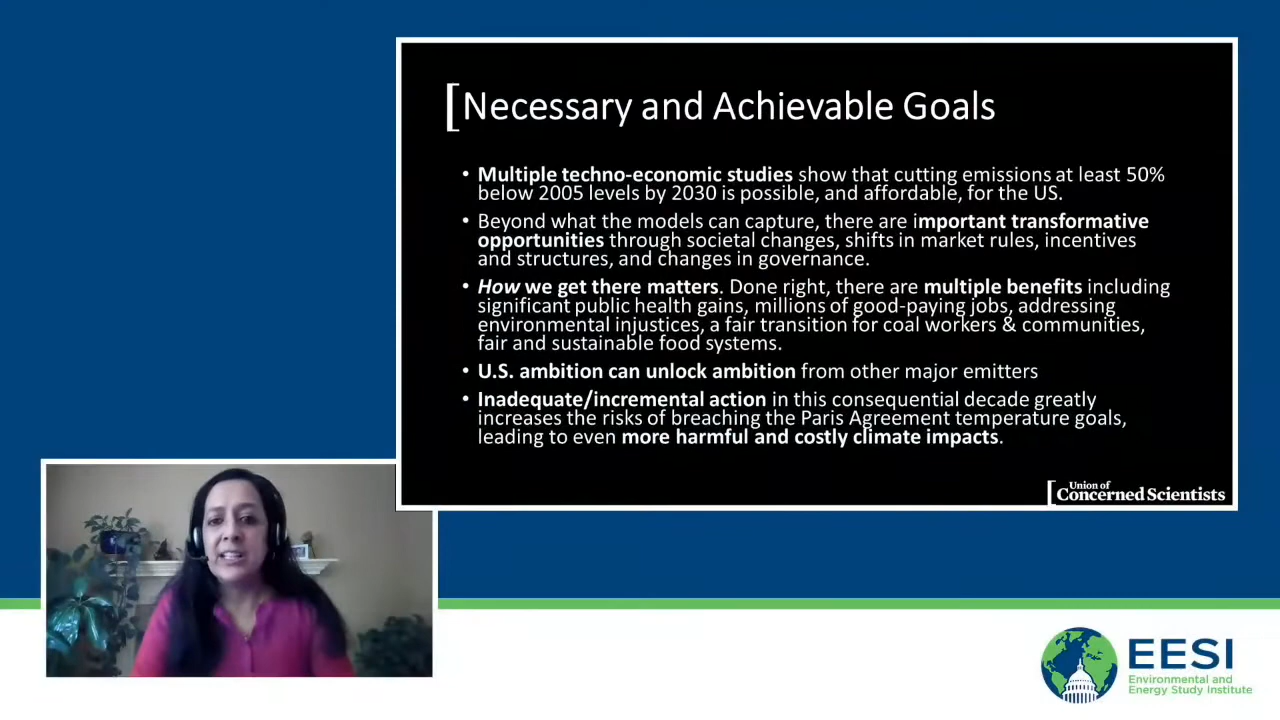 Necessary and Achievable Goals
• Multiple techno-economic studies show that cutting emissions at least 50%
below 2005 levels by 2030 is possible, and affordable, for the US.
• Beyond what the models can capture, there are important transformative
opportunities through societal changes, shifts in market rules, incentives
and structures, and changes in governance.
• How we get there matters. Done right, there are multiple benefits including
significant public health gains, millions of good-paying jobs, addressing
environmental injustices, a fair transition for coal workers & communities,
fair and sustainable food systems.
• U.S. ambition can unlock ambition from other major emitters
• Inadequate/incremental action in this consequential decade greatly
increases the risks of breaching the Paris Agreement temperature goals,
leading to even more harmful and costly climate impacts.
Union of
Concerned Scientists
EESI
Environmental and
Energy Study Institute